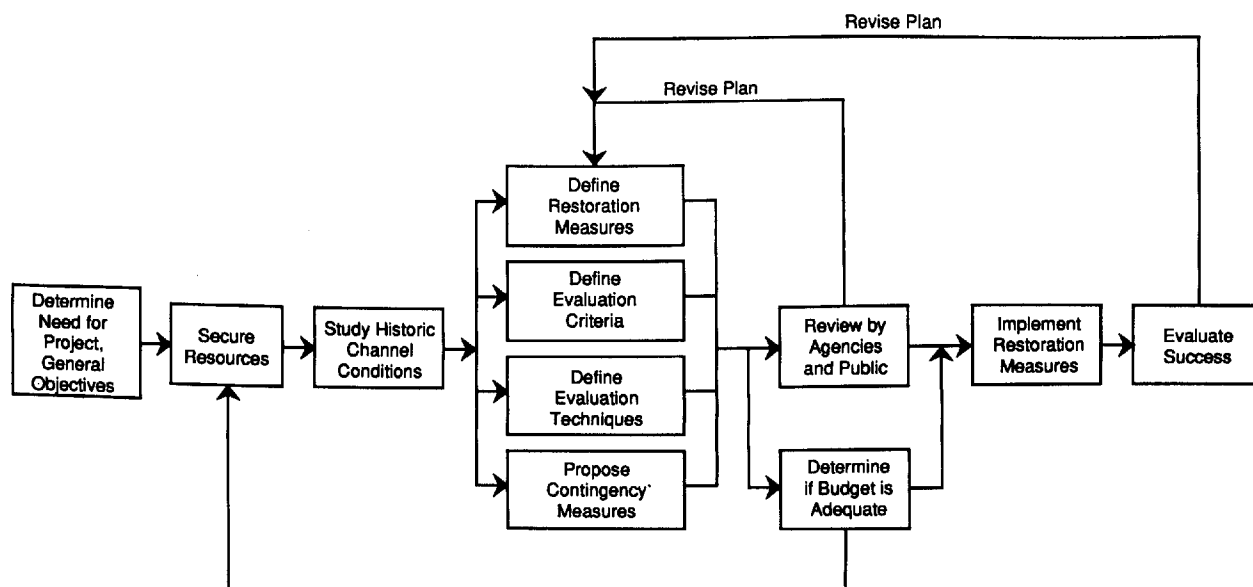 Revise Plan
Revise Plan
Determine
Need for
Project,
General
Objectives
Secure
Resources
Study Historic
Channel
Conditions
Define
Restoration
Measures
Define
Evaluation
Criteria
Define
Evaluation
Techniques
Propose
Contingency
Measures
Review by
Agencies
and Public
Determine
if Budget is
Adequate
Implement
Restoration
Measures
Evaluate
Success